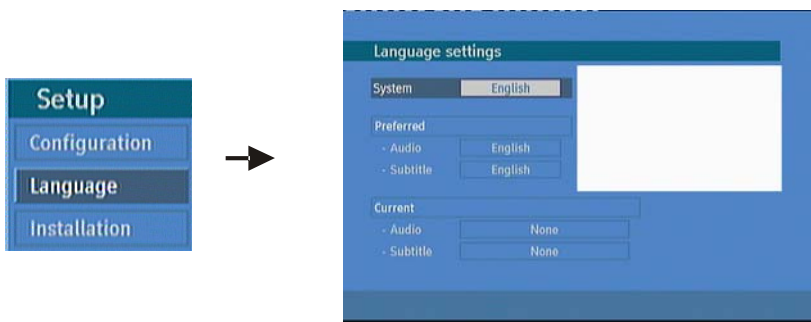 Setup
Configuration
Language
Installation
Language settings
System English
Preferred
- Audio English
- Subtitle English
Current
- Audio None
- Subtitle None